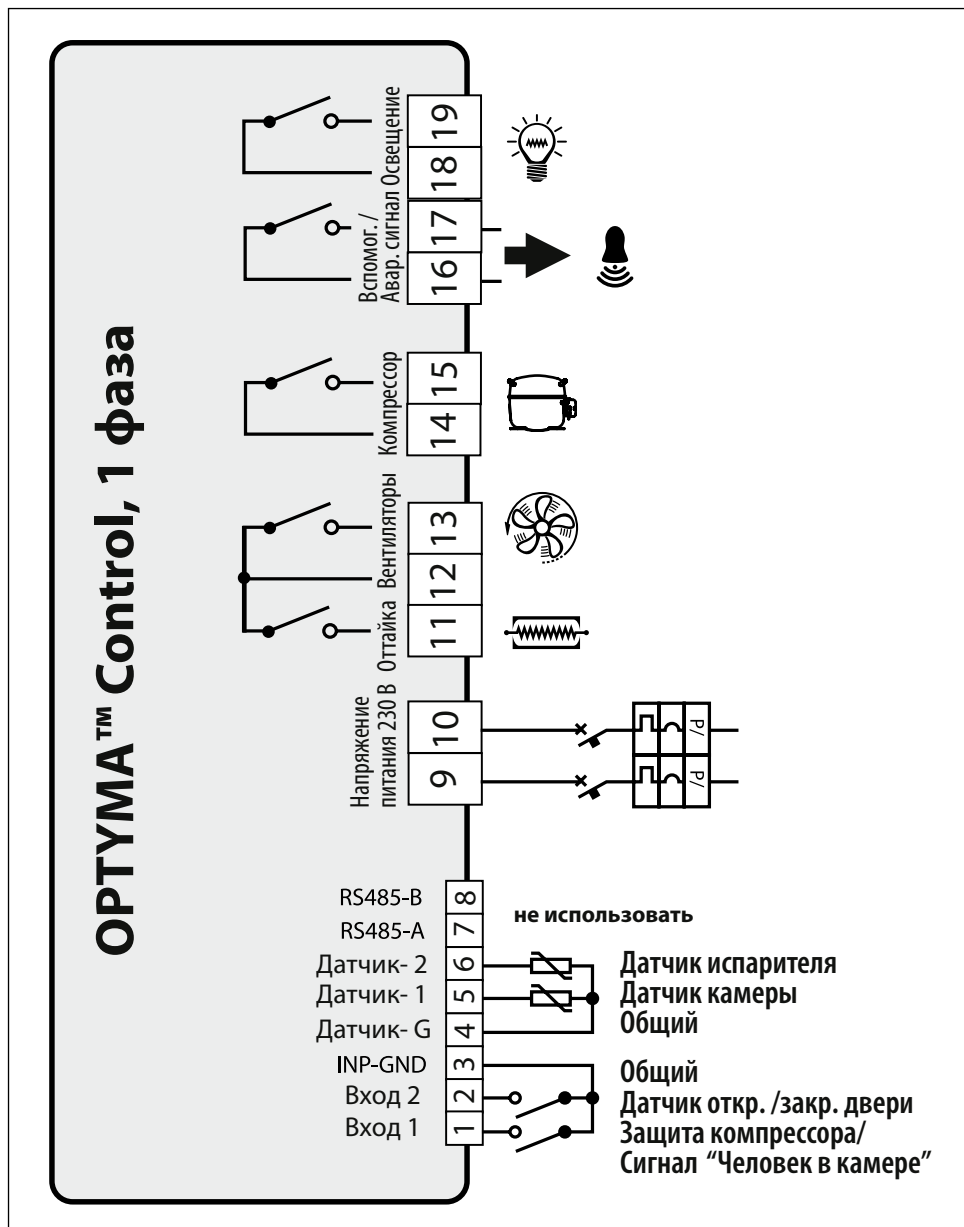 OPTYMA™ Control, 1 фаза
Освещение
19
18
Вспомог. /
Авар. сигнал
17
16
Компрессор
15
14
Вентиляторы
13
12
Оттайка
11
Напряжение
питания 230 В
10
9
P/
P/
RS485-B 8
RS485-A 7
не использовать
Датчик- 2 6 Датчик испарителя
Датчик- 1 5 Датчик камеры
Датчик- G 4 Общий
INP-GND 3 Общий
Вход 2 2 Датчик откр. /закр. двери
Вход 1 1 Защита компрессора/
Сигнал “Человек в камере”